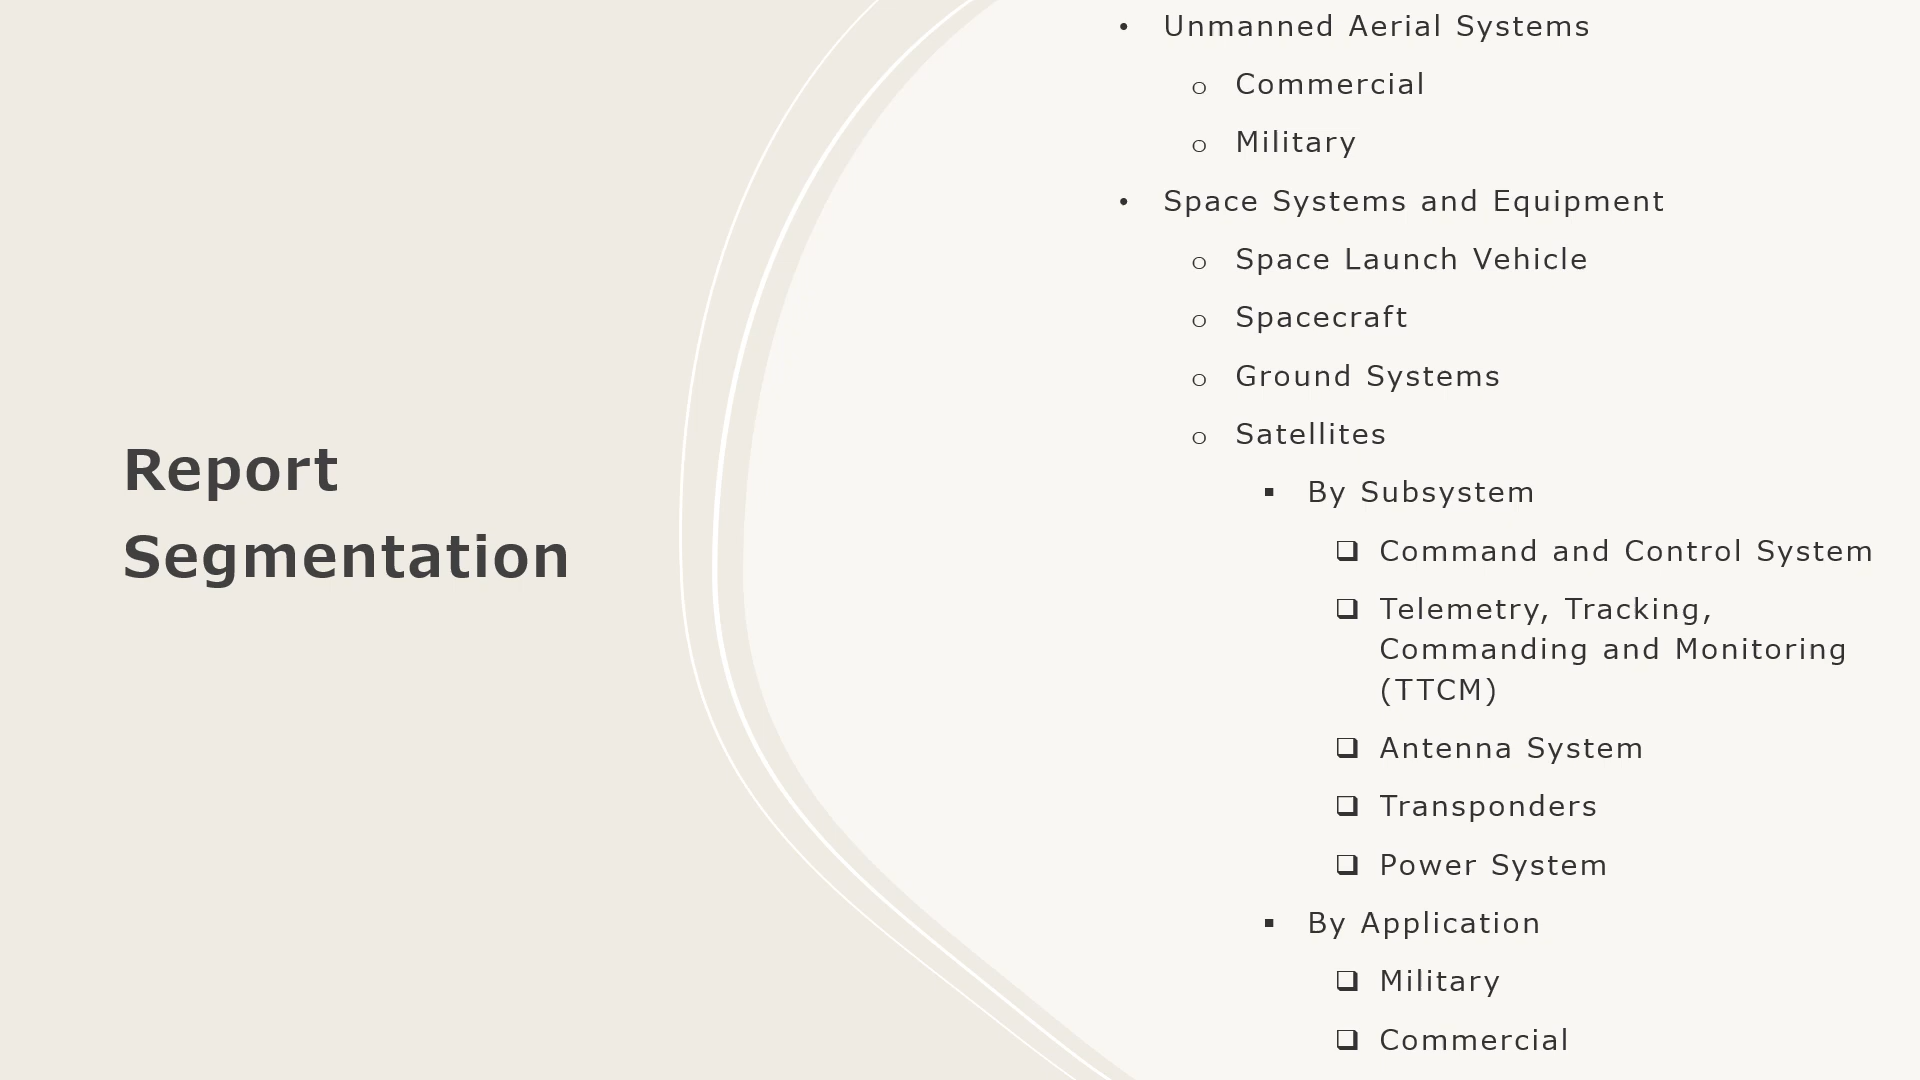 Report
Segmentation
• Unmanned Aerial Systems
o Commercial
o Military
• Space Systems and Equipment
o Space Launch Vehicle
o Spacecraft
o Ground Systems
o Satellites
▪ By Subsystem
❑ Command and Control System
❑ Telemetry, Tracking,
Commanding and Monitoring
(TTCM)
❑ Antenna System
❑ Transponders
❑ Power System
▪ By Application
❑ Military
❑ Commercial